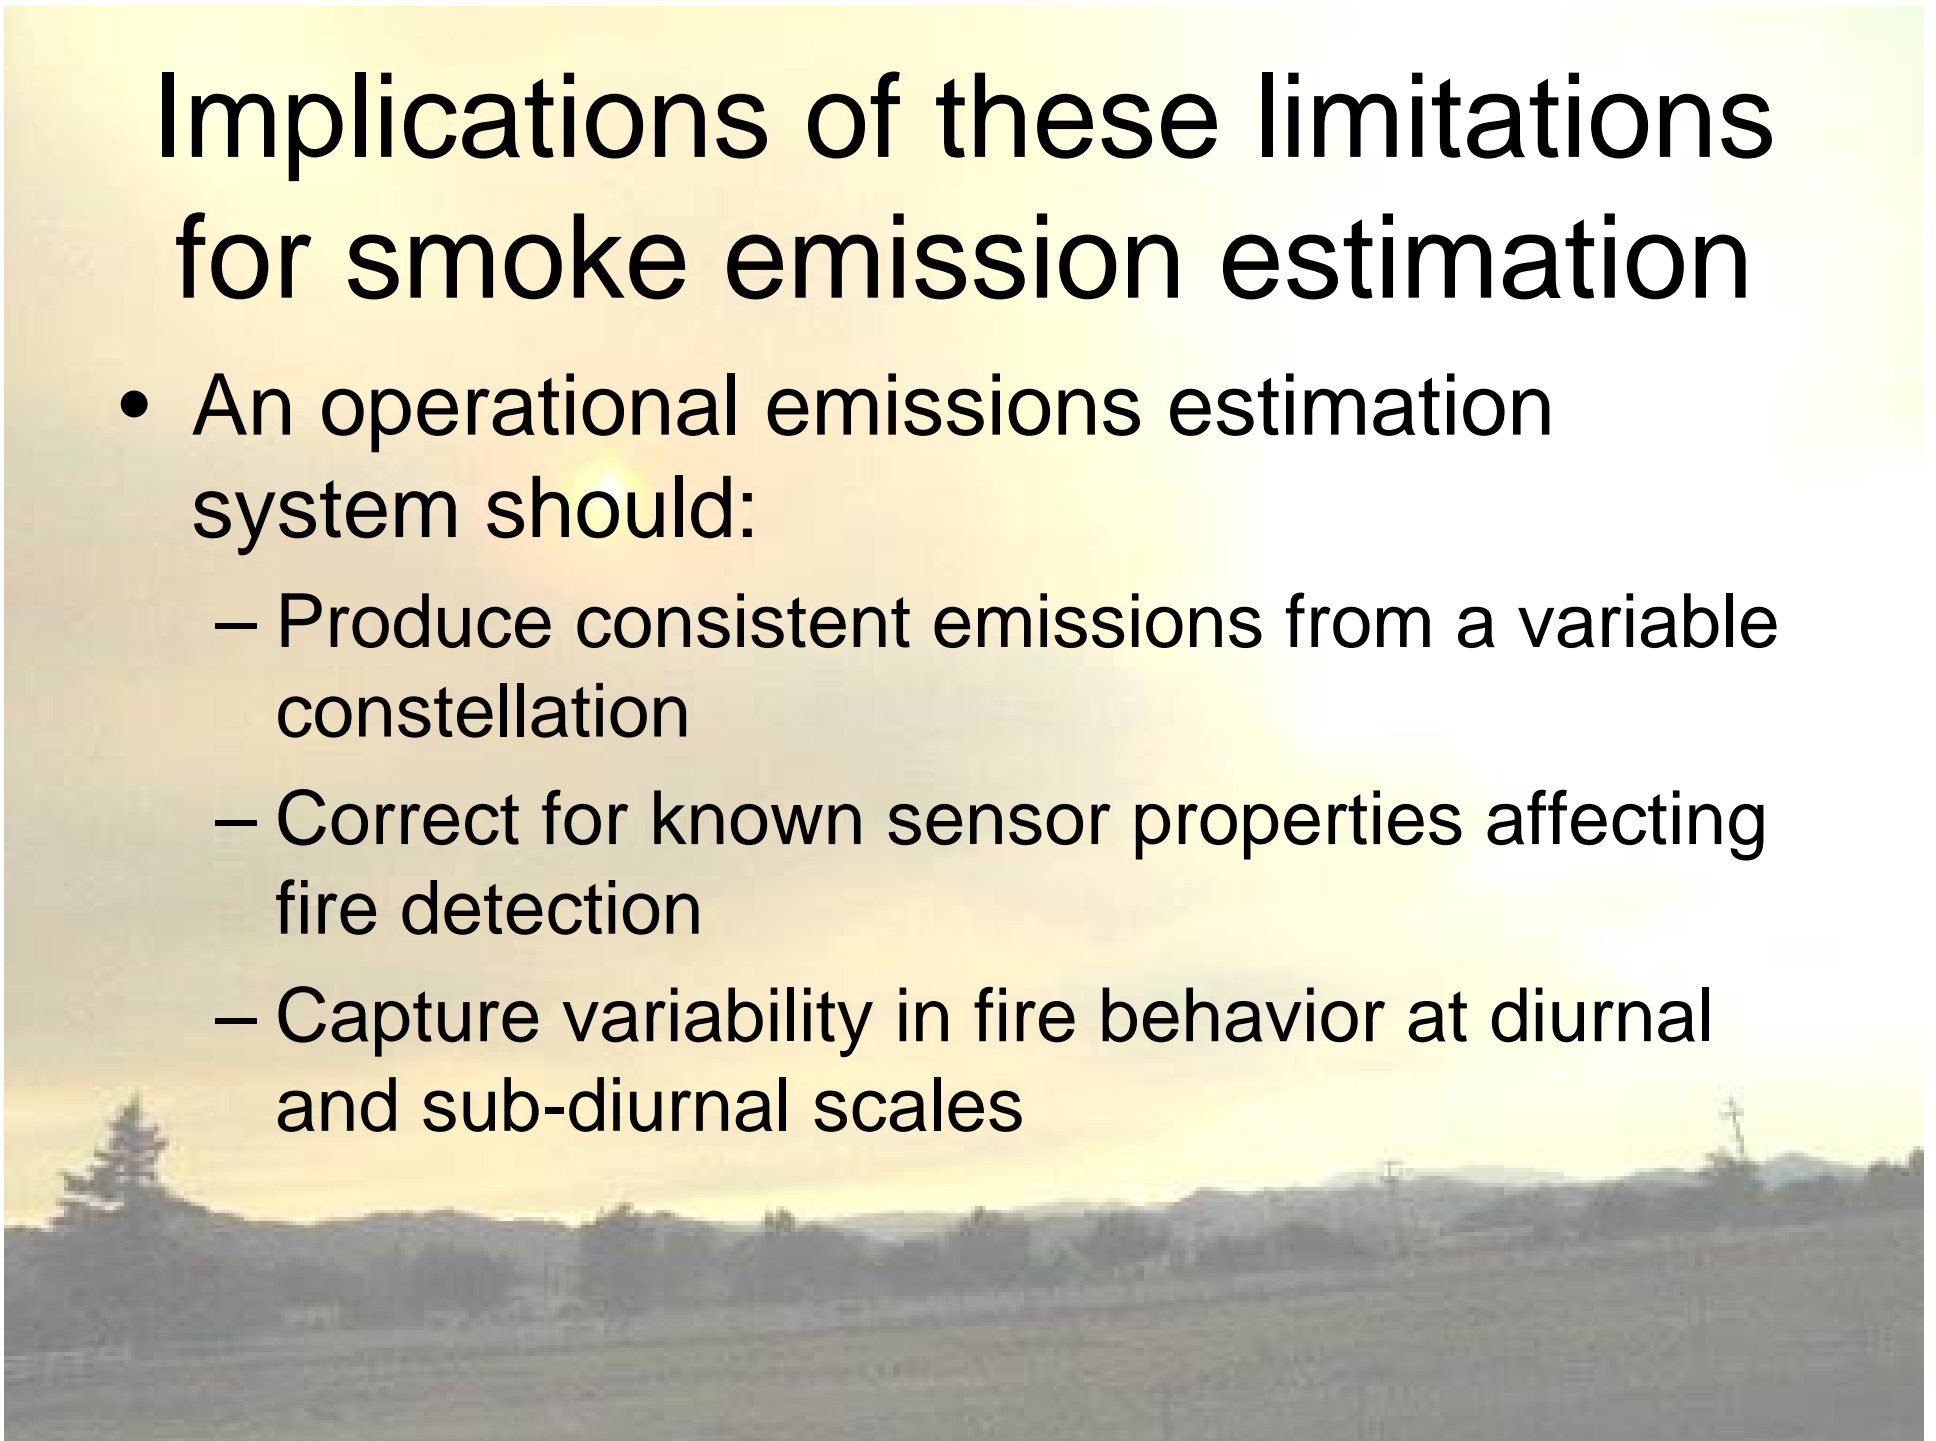 Implications of these limitations
for smoke emission estimation
• An operational emissions estimation
system should:
– Produce consistent emissions from a variable
constellation
– Correct for known sensor properties affecting
fire detection
– Capture variability in fire behavior at diurnal
and sub-diurnal scales